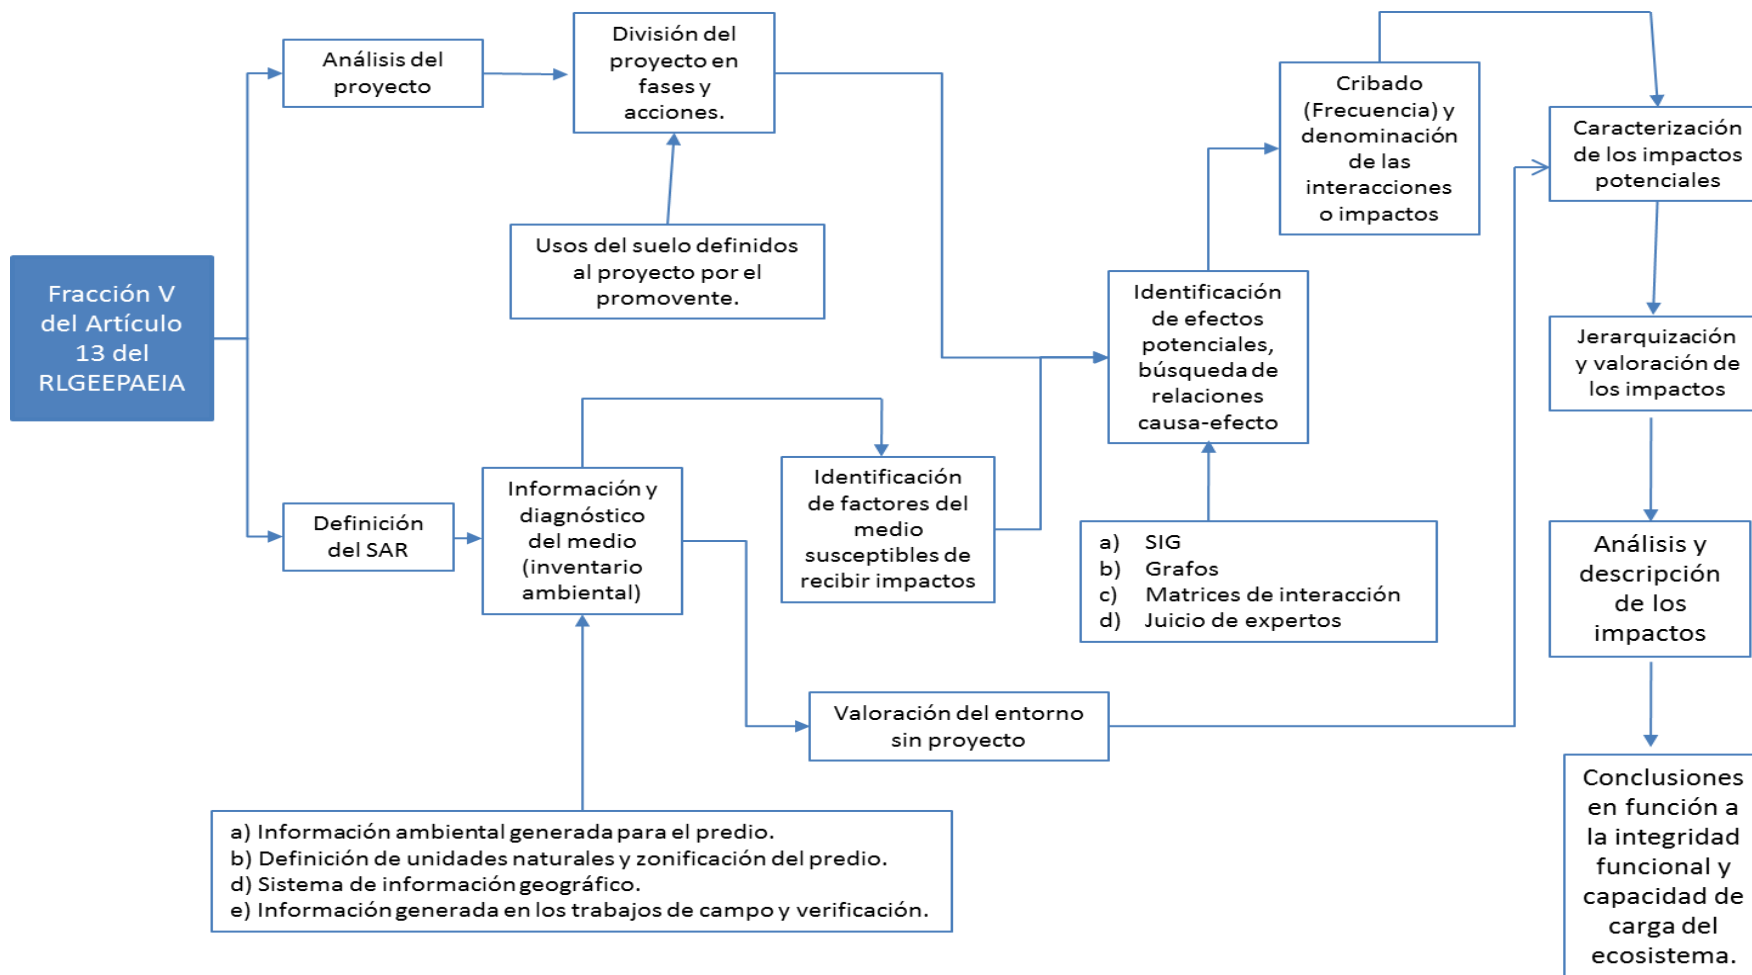 Fracción V
del Artículo
13 del
RLGEEPAEIA
Análisis del
proyecto
División del
proyecto en
fases y
acciones.
Usos del suelo definidos
al proyecto por el
promovente.
Definición
del SAR
Información y
diagnóstico
del medio
(inventario
ambiental)
a) Información ambiental generada para el predio.
b) Definición de unidades naturales y zonificación del predio.
d) Sistema de información geográfico.
e) Información generada en los trabajos de campo y verificación.
Identificación
de factores del
medio
susceptibles de
recibir impactos
Valoración del entorno
sin proyecto
Identificación
de efectos
potenciales,
búsqueda de
relaciones
causa-efecto
a) SIG
b) Grafos
c) Matrices de interacción
d) Juicio de expertos
Cribado
(Frecuencia) y
denominación
de las
interacciones
o impactos
Caracterización
de los impactos
potenciales
Jerarquización
y valoración de
los impactos
Análisis y
descripción
de los
impactos
Conclusiones
en función a
la integridad
funcional y
capacidad de
carga del
ecosistema.